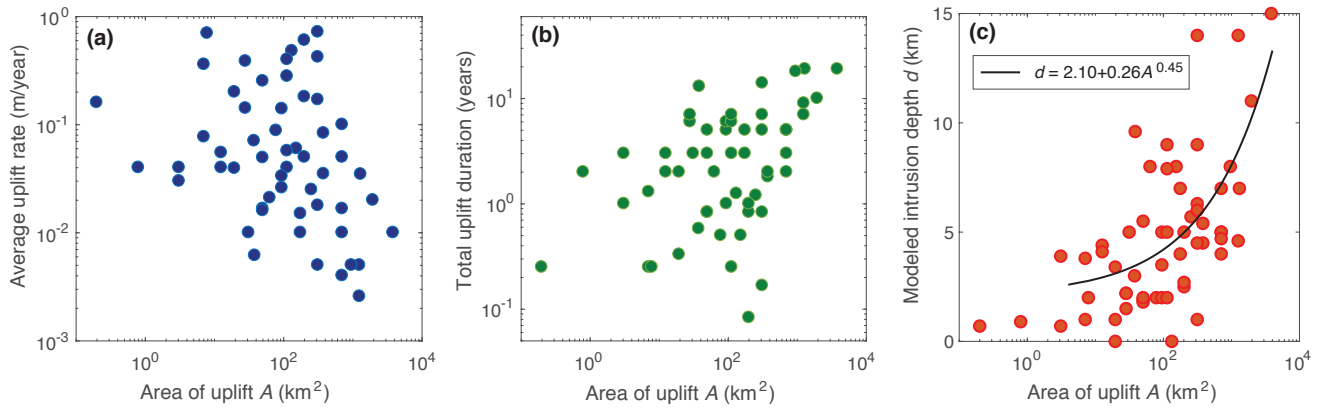 (a)
Average uplift rate (m/year)
10^0
10^-1
10^-2
10^-3
10^0
10^2
10^4
Area of uplift A (km^2)
(b)
Total uplift duration (years)
10^1
10^0
10^-1
10^0
10^2
10^4
Area of uplift A (km^2)
(c)
Modeled intrusion depth d (km)
15
10
5
0
d = 2.10+0.26A^0.45
10^0
10^2
10^4
Area of uplift A (km^2)